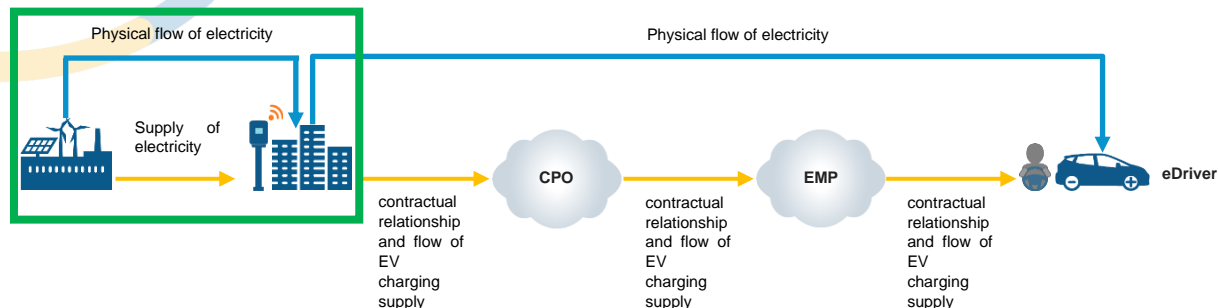 Physical flow of electricity
Physical flow of electricity
Supply of
electricity
CPO
EMP
eDriver
contractual
relationship
and flow of
EV
charging
supply
contractual
relationship
and flow of
EV
charging
supply
contractual
relationship
and flow of
EV
charging
supply